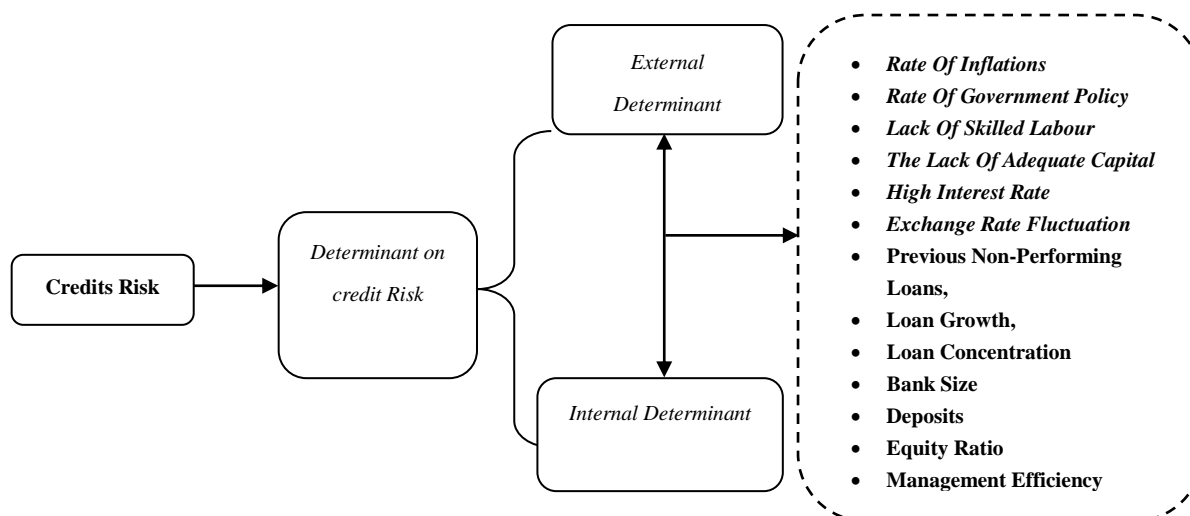 Credits Risk
Determinant on
credit Risk
External
Determinant
Internal Determinant
• Rate Of Inflations
• Rate Of Government Policy
• Lack Of Skilled Labour
• The Lack Of Adequate Capital
• High Interest Rate
• Exchange Rate Fluctuation
• Previous Non-Performing
Loans,
• Loan Growth,
• Loan Concentration
• Bank Size
• Deposits
• Equity Ratio
• Management Efficiency